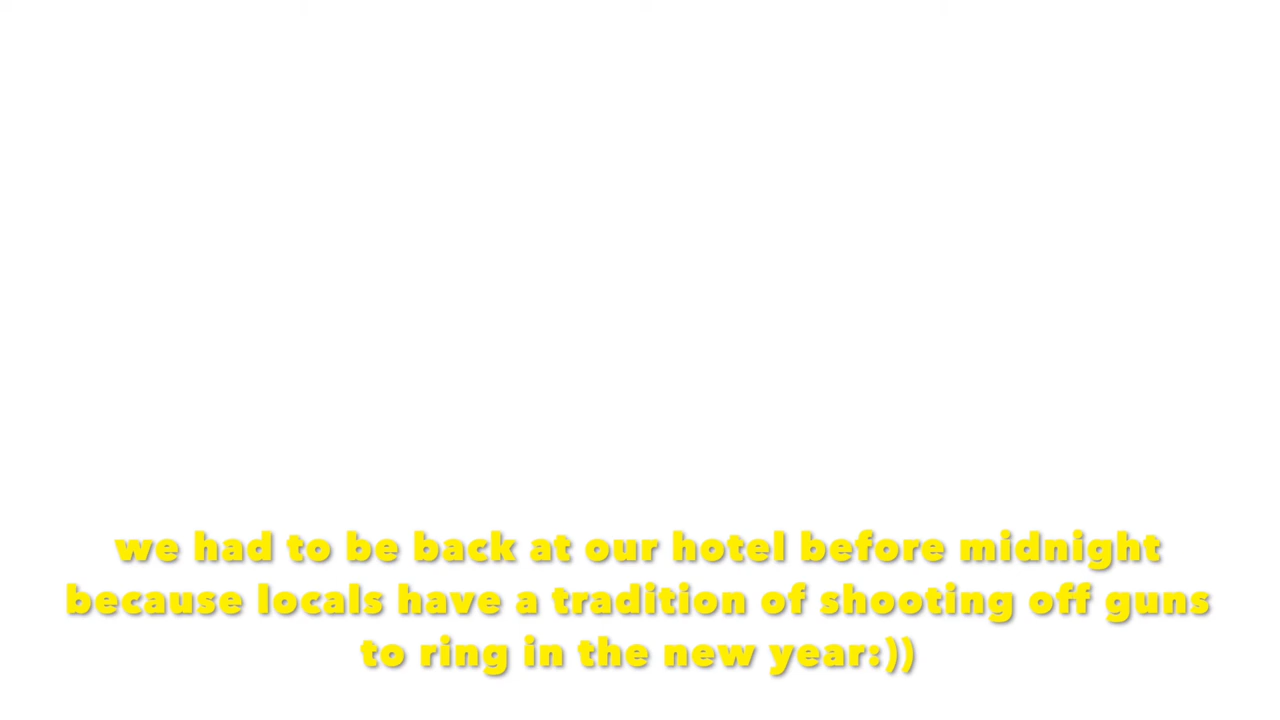 we had to be back at our hotel before midnight
because locals have a tradition of shooting off guns
to ring in the new year:))